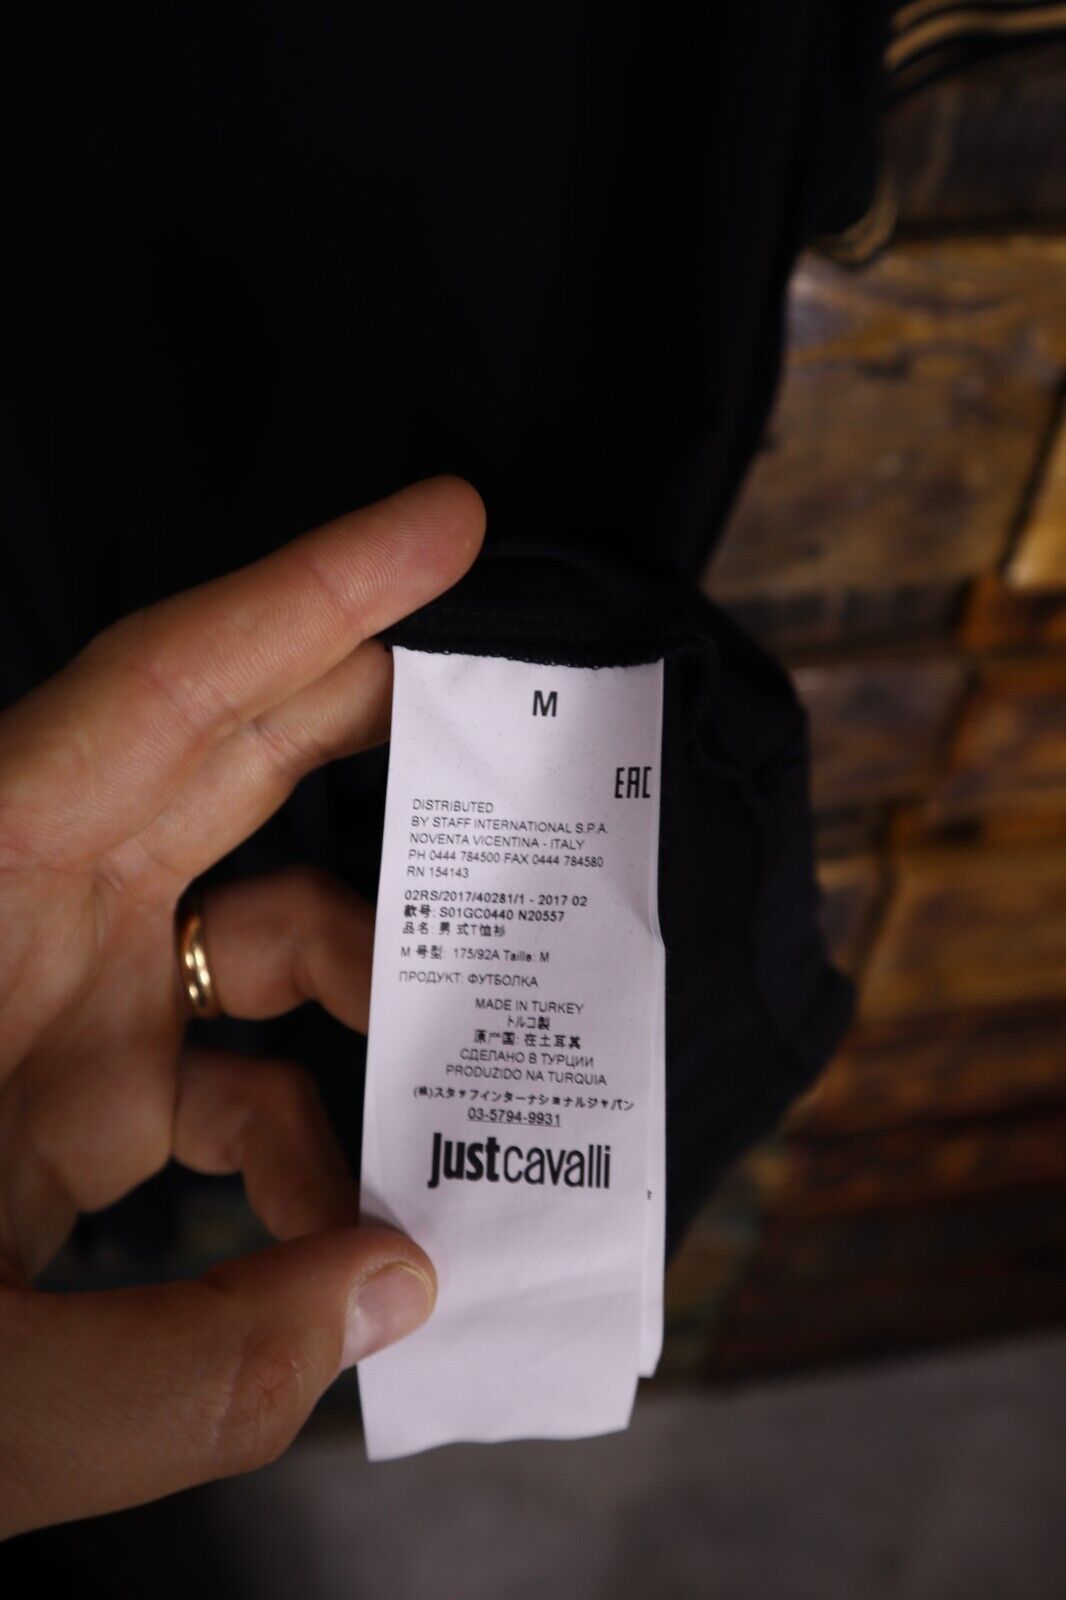 M
EAC
DISTRIBUTED
BY STAFF INTERNATIONAL S.P.A.
NOVENTA VICENTINA - ITALY
PH 0444 784500 FAX 0444 784580
RN 154143
02RS/2017/40281/1 - 2017 02
款号: S01GC0440 N20557
品名: 男 式T恤衫
M 号型: 175/92A Taille: M
ПРОДУКТ: ФУТБОЛКА
MADE IN TURKEY
トルコ製
原产国: 在土耳其
СДЕЛАНО В ТУРЦИИ
PRODUZIDO NA TURQUIA
(株)スタッフインターナショナルジャパン
03-5794-9931
justcavalli